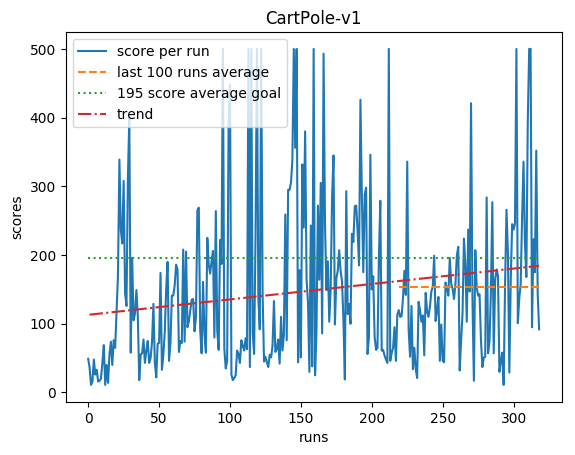 CartPole-v1
score per run
last 100 runs average
195 score average goal
trend
scores
500
400
300
200
100
0
0
50
100
150
200
250
300
runs